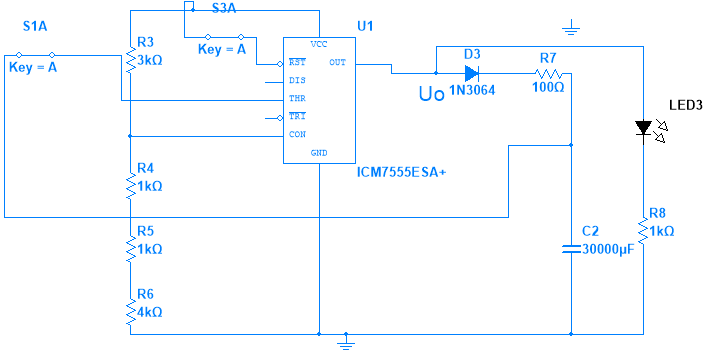 S1A
Key = A
R3
3kΩ
S3A
Key = A
U1
VCC
RST
DIS
THR
TRI
CON
OUT
GND
ICM7555ESA+
Uo
D3
1N3064
R7
100Ω
LED3
R4
1kΩ
R5
1kΩ
R6
4kΩ
C2
30000µF
R8
1kΩ